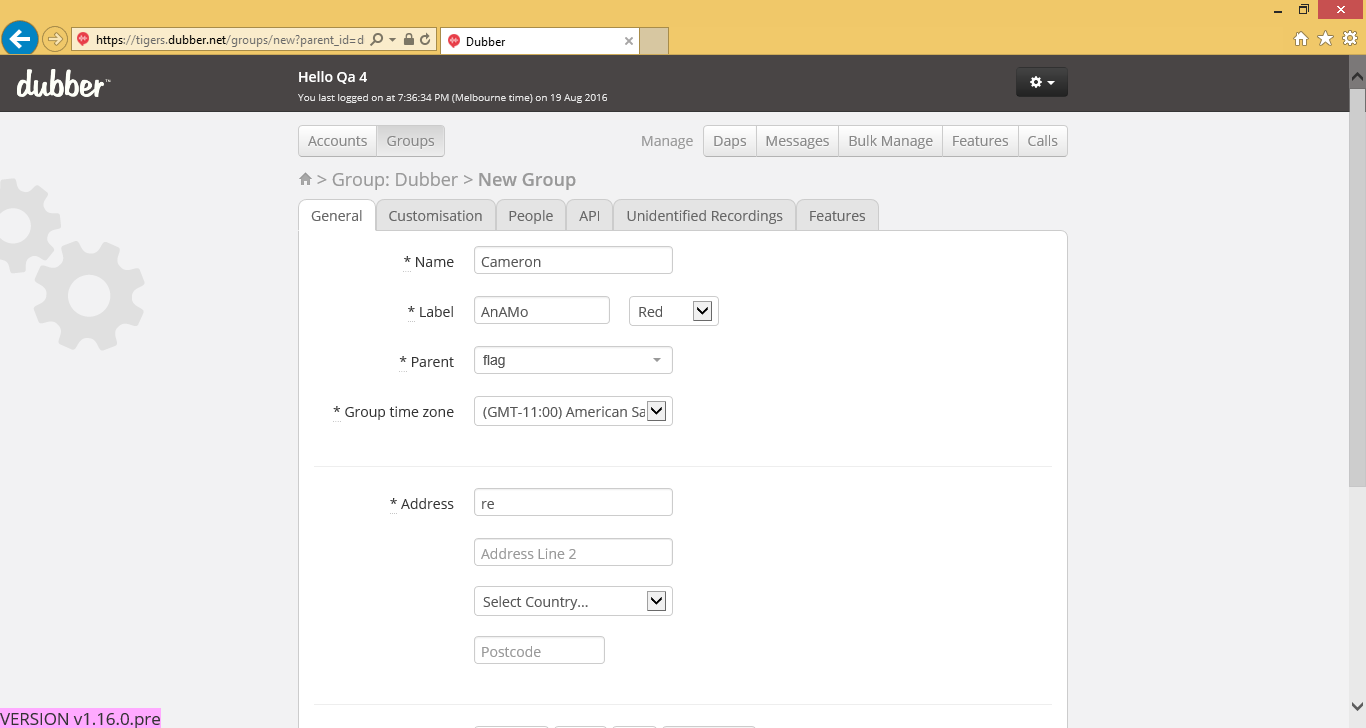 https://tigers.dubber.net/groups/new?parent_id=d
Dubber
dubber™
Hello Qa 4
You last logged on at 7:36:34 PM (Melbourne time) on 19 Aug 2016
Accounts Groups Manage Daps Messages Bulk Manage Features Calls
> Group: Dubber > New Group
General Customisation People API Unidentified Recordings Features
* Name Cameron
* Label AnAMo Red
* Parent flag
* Group time zone (GMT-11:00) American Sa
* Address re
Address Line 2
Select Country...
Postcode
VERSION v1.16.0.pre